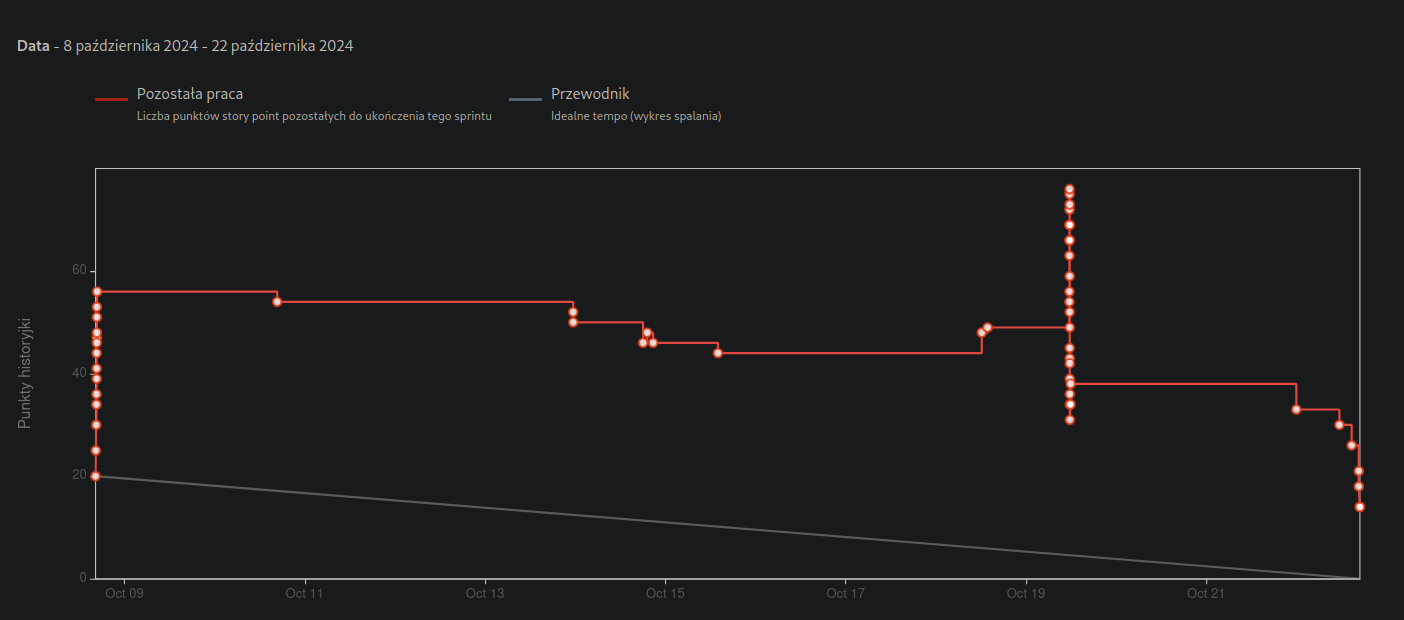 Data - 8 października 2024 - 22 października 2024
Pozostała praca
Liczba punktów story point pozostałych do ukończenia tego sprintu
Przewodnik
Idealne tempo (wykres spalania)
Punkty historyjki
60
40
20
0
Oct 09 Oct 11 Oct 13 Oct 15 Oct 17 Oct 19 Oct 21